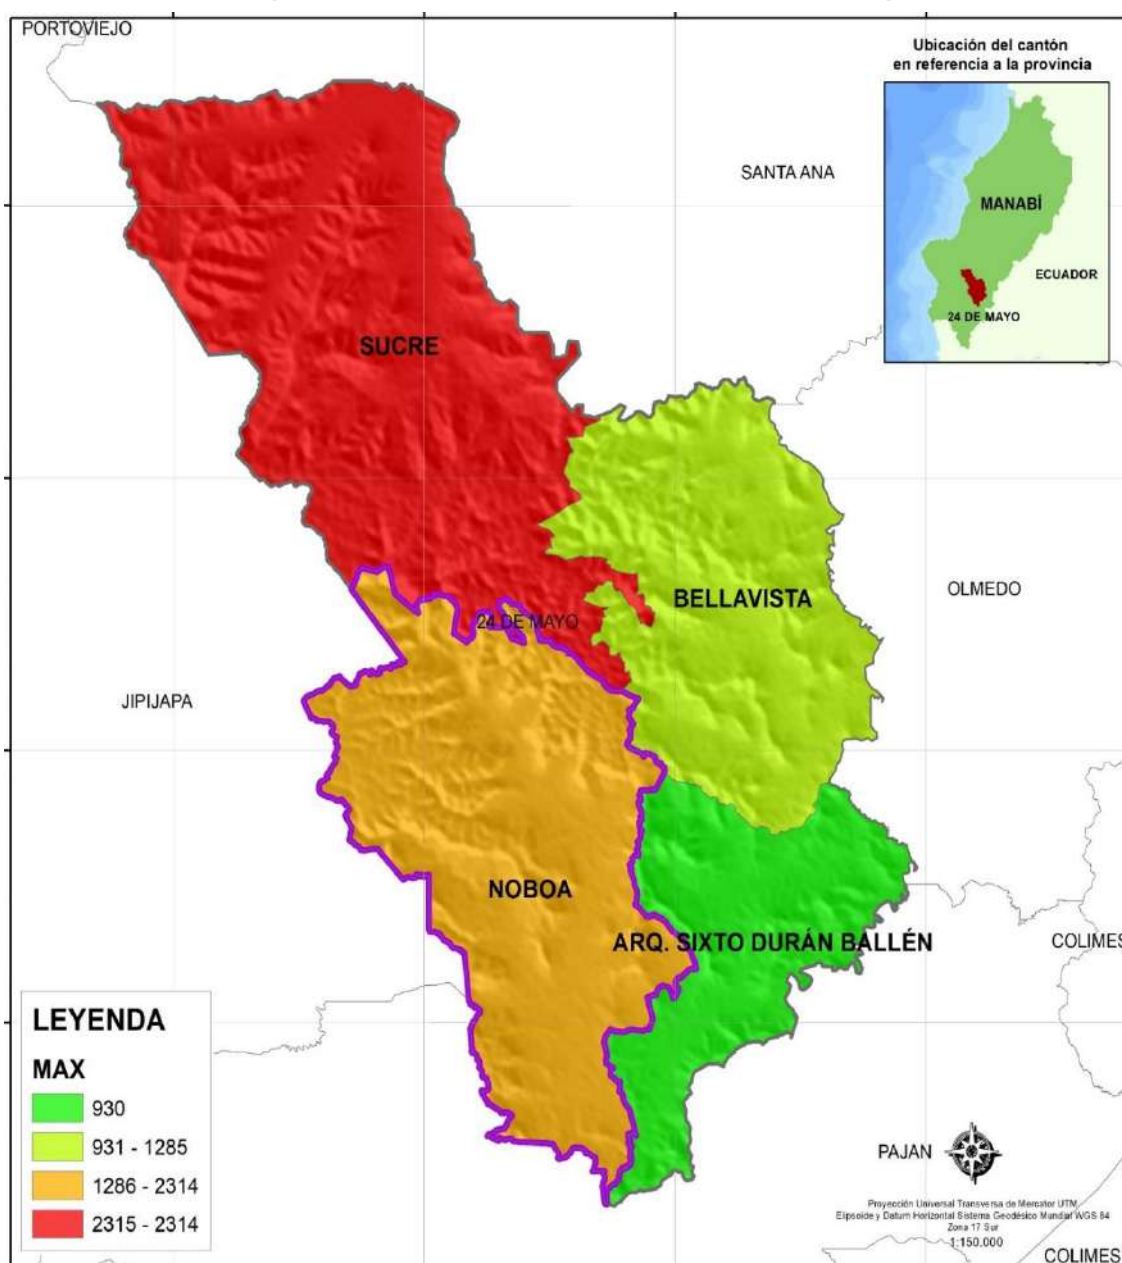 PORTOVIEJO
Ubicación del cantón
en referencia a la provincia
MANABÍ
ECUADOR
24 DE MAYO
SANTA ANA
SUCRE
BELLAVISTA
OLMEDO
24 DE MAYO
JIPIJAPA
NOBOA
ARQ. SIXTO DURÁN BALLÉN
COLIMES
LEYENDA
MAX
930
931 - 1285
1286 - 2314
2315 - 2314
PAJAN
Proyección Universal Transversa de Mercator UTM
Elipsoide y Datum Horizontal Sistema Geodésico Mundial WGS 84
Zona 17 Sur
1:150.000
COLIMES